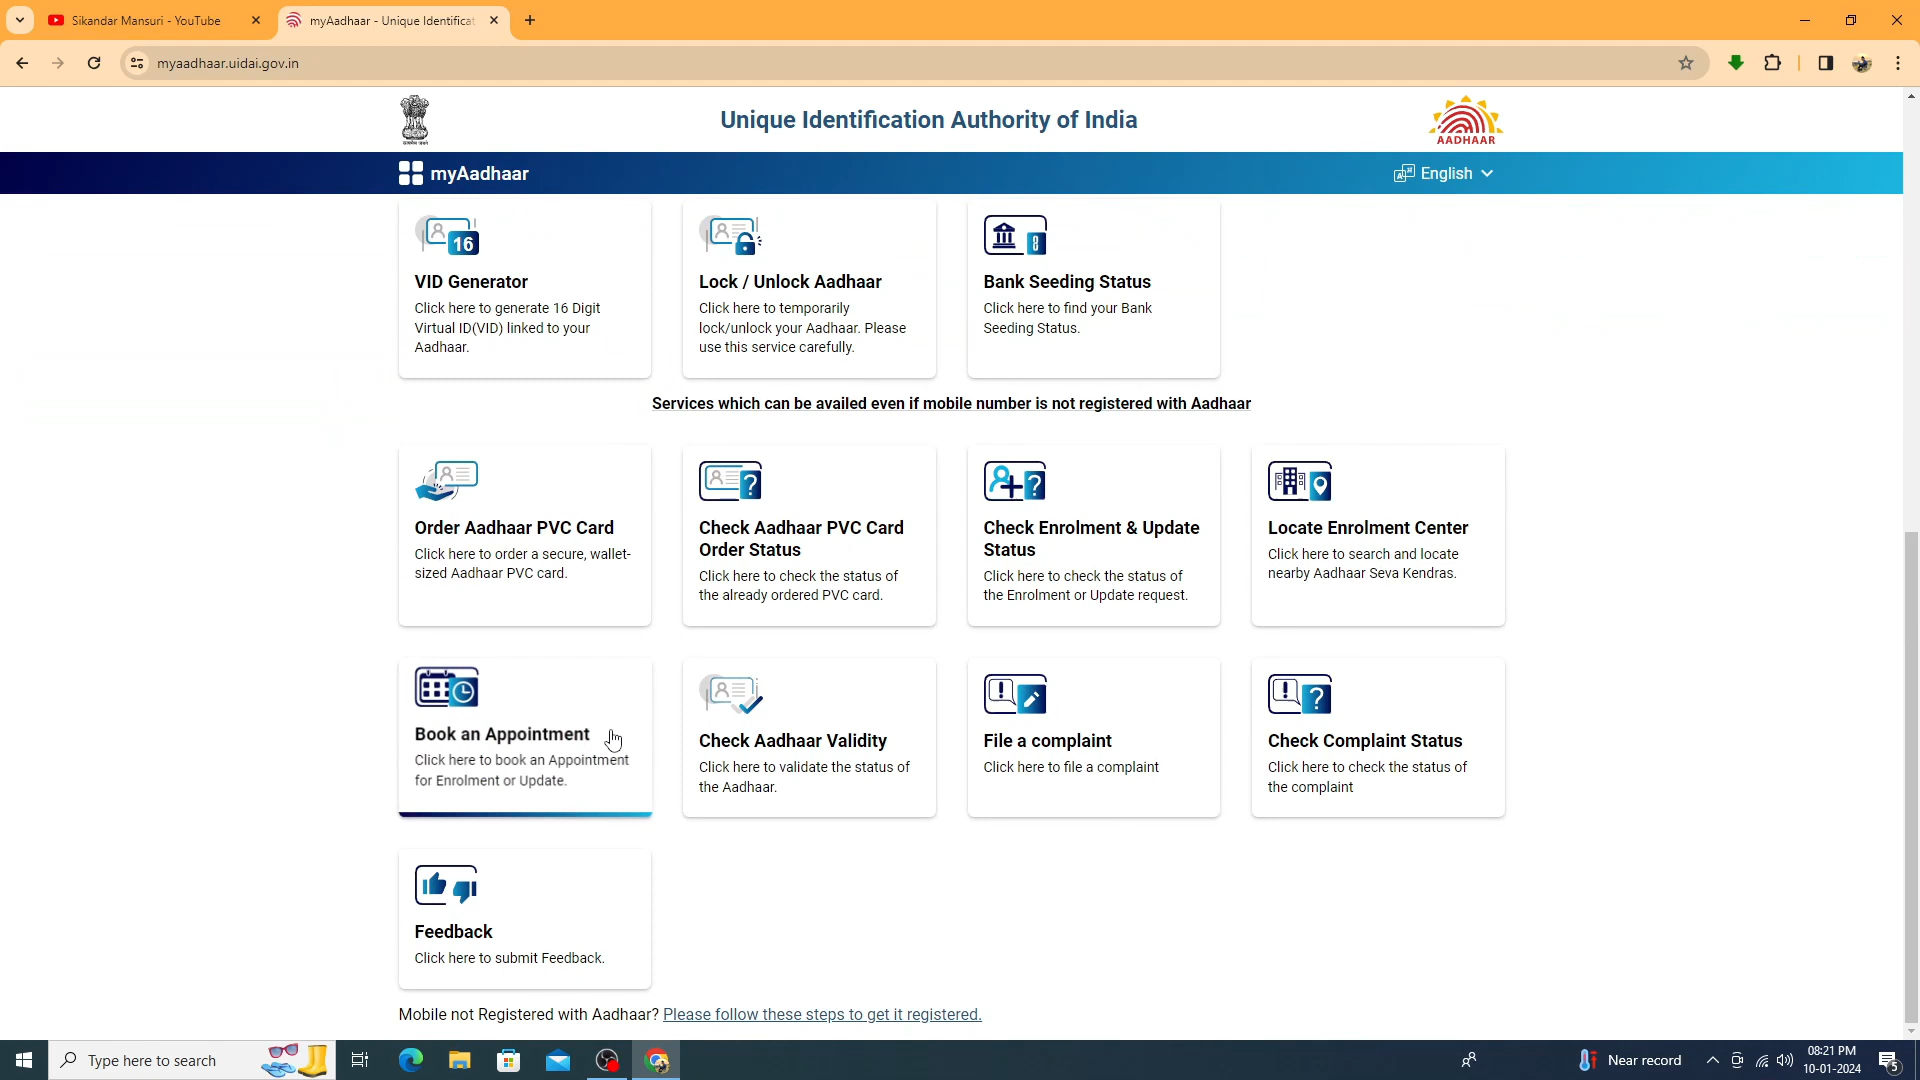 Sikandar Mansuri - YouTube
myAadhaar - Unique Identificat
myaadhaar.uidai.gov.in
Unique Identification Authority of India
AADHAAR
myAadhaar
English
16
VID Generator
Click here to generate 16 Digit
Virtual ID(VID) linked to your
Aadhaar.
Lock / Unlock Aadhaar
Click here to temporarily
lock/unlock your Aadhaar. Please
use this service carefully.
Bank Seeding Status
Click here to find your Bank
Seeding Status.
Services which can be availed even if mobile number is not registered with Aadhaar
Order Aadhaar PVC Card
Click here to order a secure, wallet-
sized Aadhaar PVC card.
Check Aadhaar PVC Card
Order Status
Click here to check the status of
the already ordered PVC card.
Check Enrolment & Update
Status
Click here to check the status of
the Enrolment or Update request.
Locate Enrolment Center
Click here to search and locate
nearby Aadhaar Seva Kendras.
Book an Appointment
Click here to book an Appointment
for Enrolment or Update.
Check Aadhaar Validity
Click here to validate the status of
the Aadhaar.
File a complaint
Click here to file a complaint
Check Complaint Status
Click here to check the status of
the complaint
Feedback
Click here to submit Feedback.
Mobile not Registered with Aadhaar? Please follow these steps to get it registered.
Type here to search
Near record
08:21 PM
10-01-2024
5